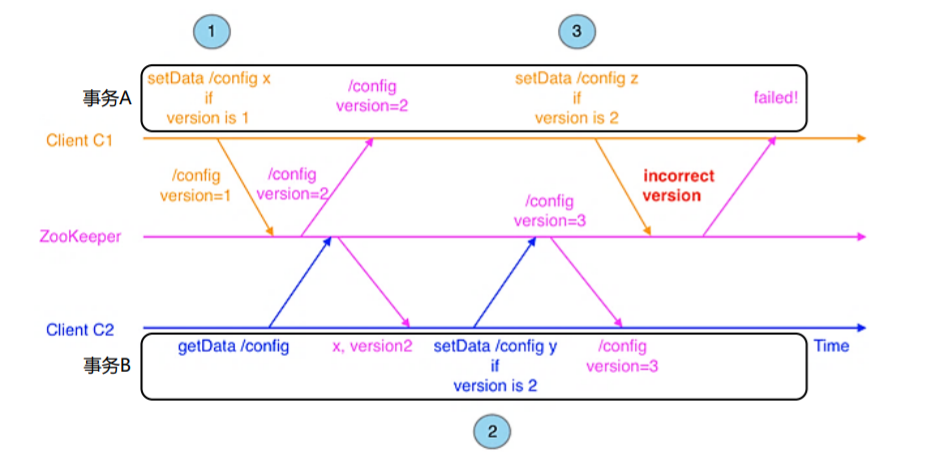 1
3
setData /config x
if
version is 1
/config
version=2
setData /config z
if
version is 2
failed!
事务A
Client C1
/config
version=1
/config
version=2
incorrect
version
/config
version=3
ZooKeeper
Client C2
getData /config
x, version2
setData /config y
if
version is 2
/config
version=3
Time
事务B
2